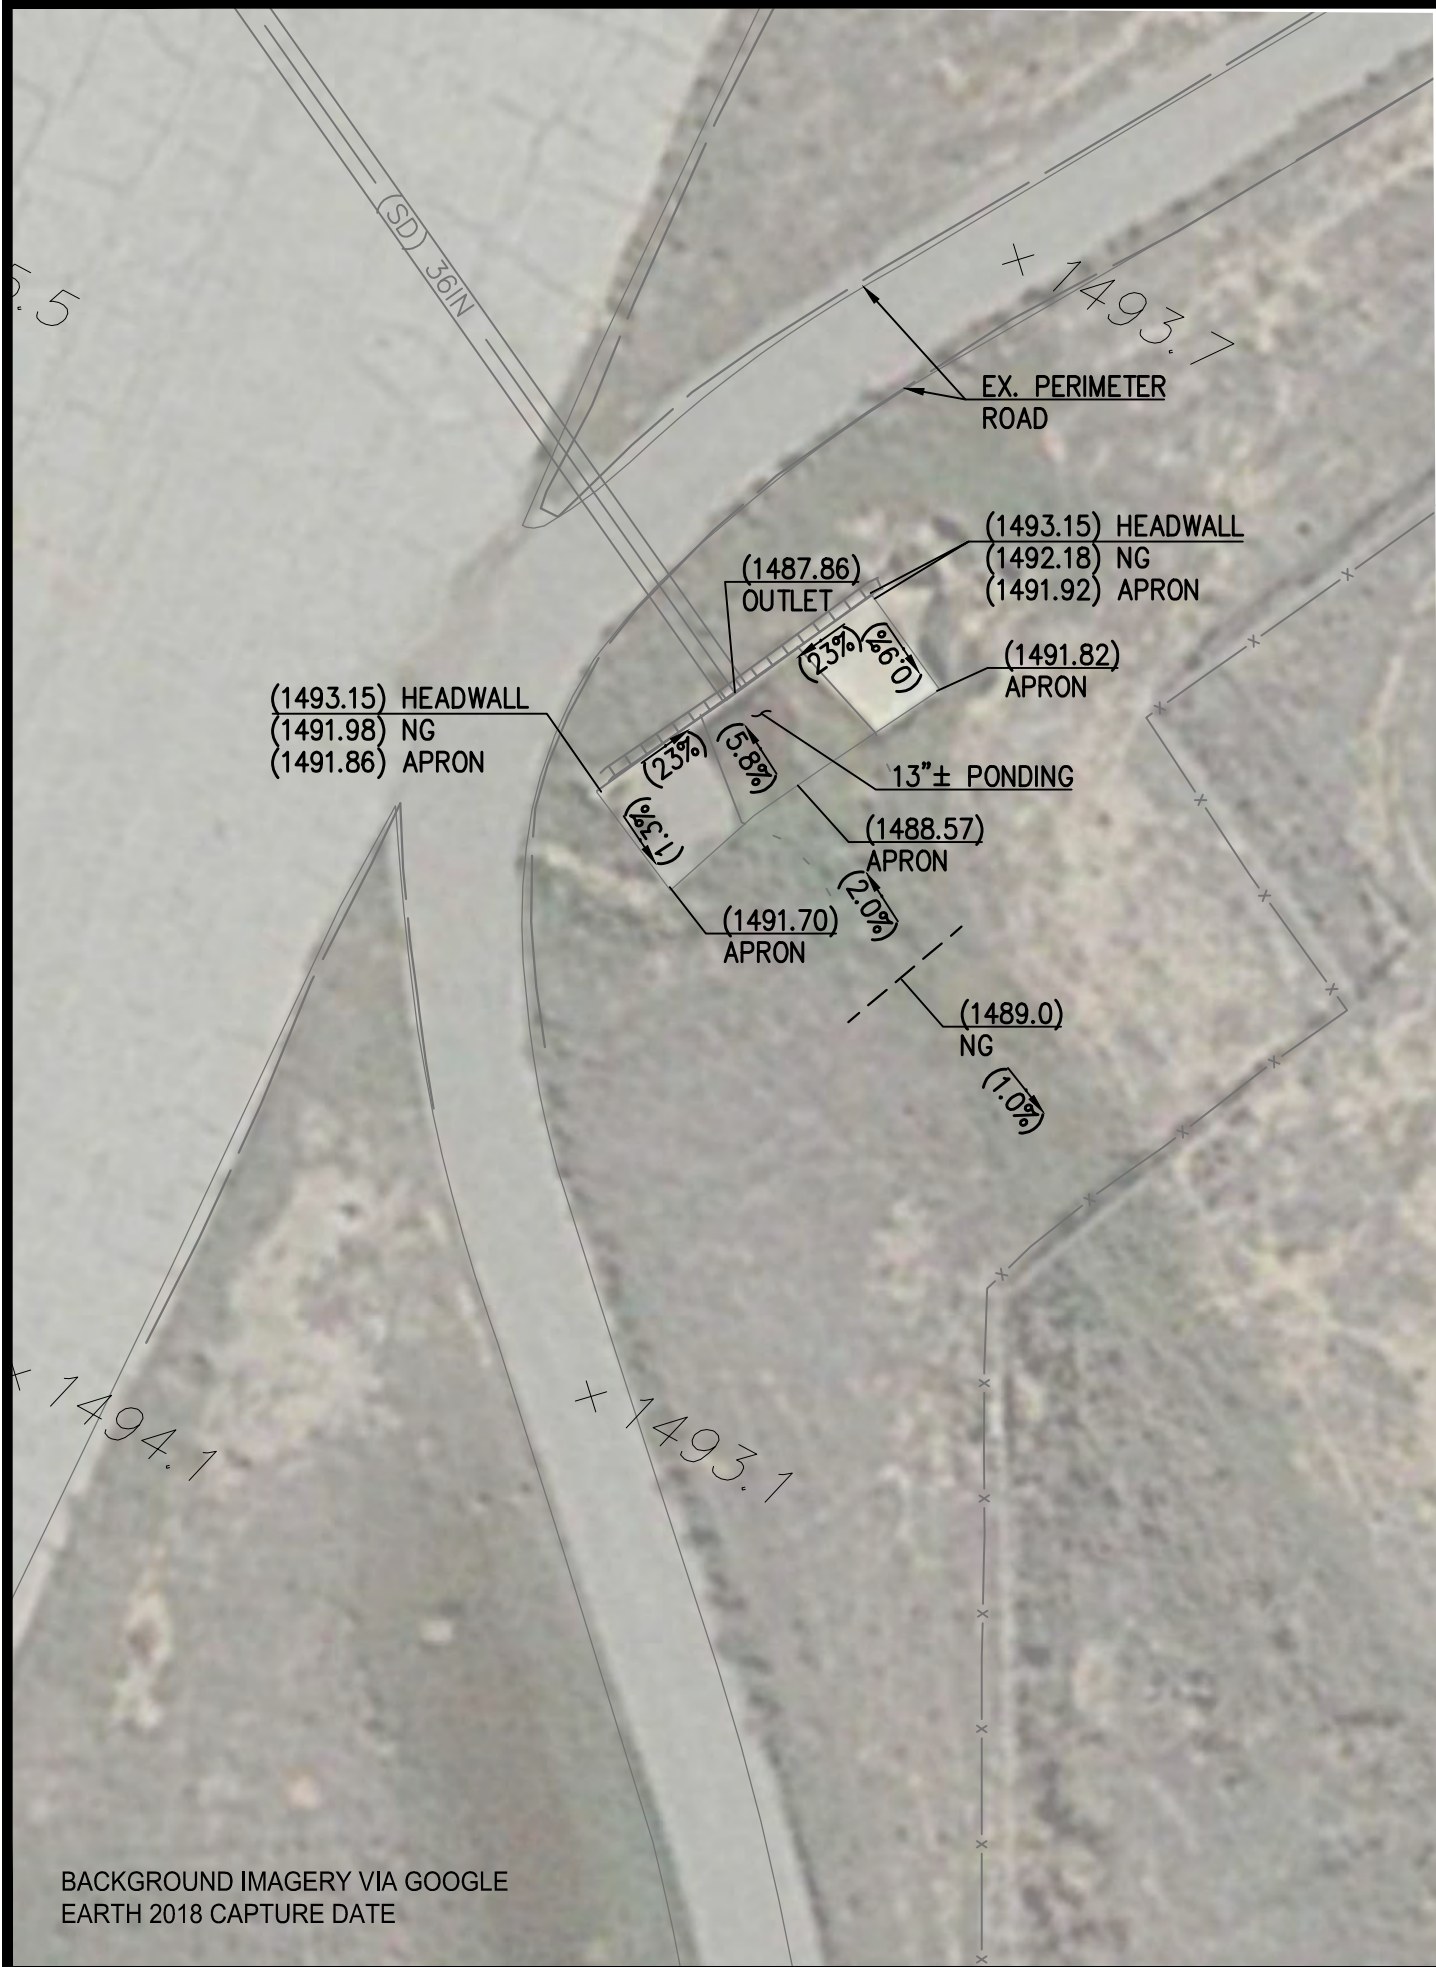 (SD) 36IN
5.5
+ 1493.7
EX. PERIMETER
ROAD
(1493.15) HEADWALL
(1492.18) NG
(1491.92) APRON
(1487.86)
OUTLET
(23%)
(0.9%)
(1491.82)
APRON
(1493.15) HEADWALL
(1491.98) NG
(1491.86) APRON
(23%)
(5.8%)
13"± PONDING
(1.3%)
(1488.57)
APRON
(2.0%)
(1491.70)
APRON
(1489.0)
NG
(1.0%)
+ 1494.1
+ 1493.1
BACKGROUND IMAGERY VIA GOOGLE
EARTH 2018 CAPTURE DATE